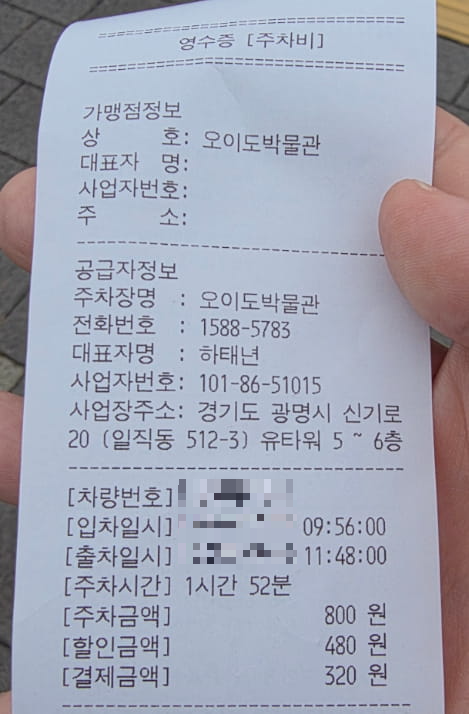 ==============================
영수증 [주차비]
==============================
가맹점정보
상 호: 오이도박물관
대표자 명:
사업자번호:
주 소:
------------------------------
공급자정보
주차장명 : 오이도박물관
전화번호 : 1588-5783
대표자명 : 하태년
사업자번호: 101-86-51015
사업장주소: 경기도 광명시 신기로
20 (일직동 512-3) 유타워 5 ~ 6층
------------------------------
[차량번호]
[입차일시] 09:56:00
[출차일시] 11:48:00
[주차시간] 1시간 52분
[주차금액] 800 원
[할인금액] 480 원
[결제금액] 320 원
------------------------------